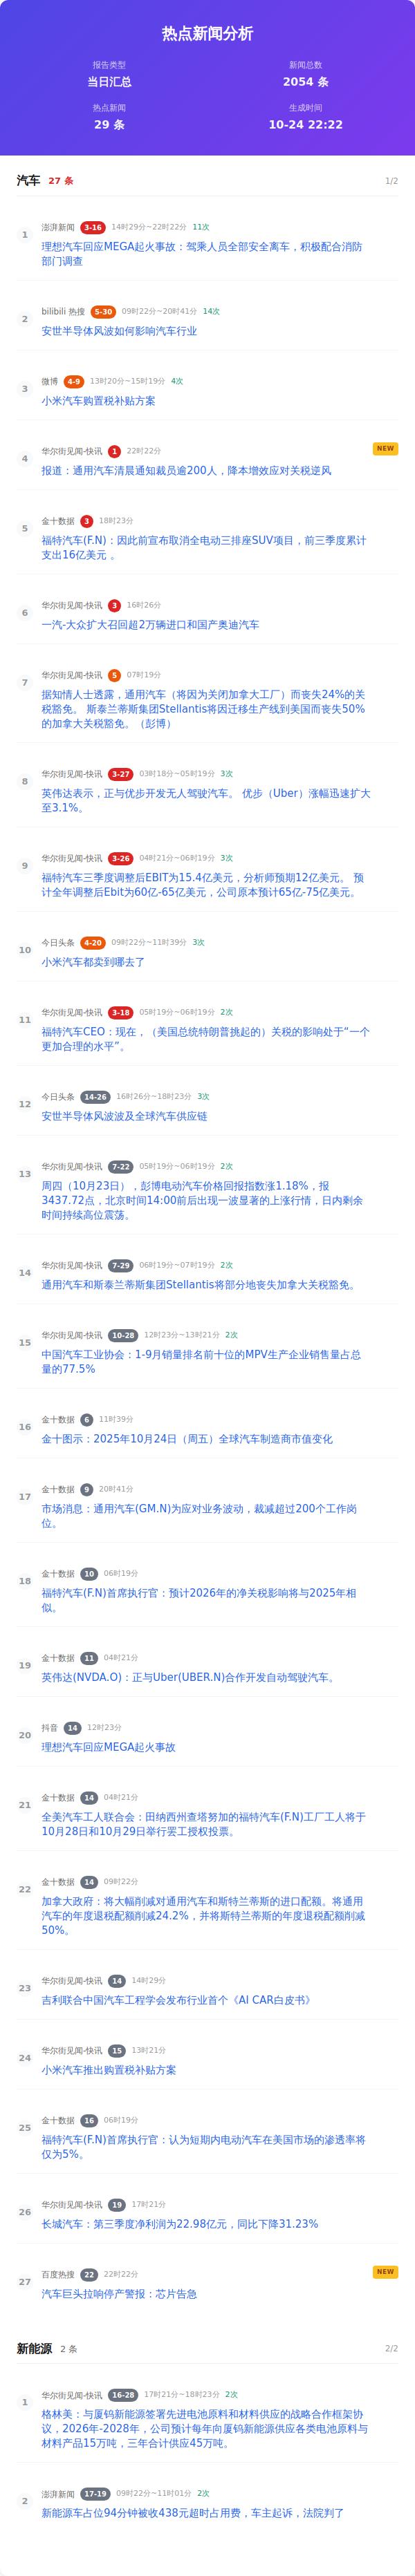 热点新闻分析
报告类型
当日汇总
新闻总数
2054 条
热点新闻
29 条
生成时间
10-24 22:22
汽车 27 条 1/2
1
澎湃新闻 3-16 14时29分~22时22分 11次
理想汽车回应MEGA起火事故：驾乘人员全部安全离车，积极配合消防
部门调查
2
bilibili 热搜 5-30 09时22分~20时41分 14次
安世半导体风波如何影响汽车行业
3
微博 4-9 13时20分~15时19分 4次
小米汽车购置税补贴方案
4
华尔街见闻-快讯 1 22时22分 NEW
报道：通用汽车清晨通知裁员逾200人，降本增效应对关税逆风
5
金十数据 3 18时23分
福特汽车(F.N)：因此前宣布取消全电动三排座SUV项目，前三季度累计
支出16亿美元 。
6
华尔街见闻-快讯 3 16时26分
一汽-大众扩大召回超2万辆进口和国产奥迪汽车
7
华尔街见闻-快讯 5 07时19分
据知情人士透露，通用汽车（将因为关闭加拿大工厂）而丧失24%的关
税豁免。 斯泰兰蒂斯集团Stellantis将因迁移生产线到美国而丧失50%
的加拿大关税豁免。（彭博）
8
华尔街见闻-快讯 3-27 03时18分~05时19分 3次
英伟达表示，正与优步开发无人驾驶汽车。 优步（Uber）涨幅迅速扩大
至3.1%。
9
华尔街见闻-快讯 3-26 04时21分~06时19分 3次
福特汽车三季度调整后EBIT为15.4亿美元，分析师预期12亿美元。 预
计全年调整后Ebit为60亿-65亿美元，公司原本预计65亿-75亿美元。
10
今日头条 4-20 09时22分~11时39分 3次
小米汽车都卖到哪去了
11
华尔街见闻-快讯 3-18 05时19分~06时19分 2次
福特汽车CEO：现在，（美国总统特朗普挑起的）关税的影响处于“一个
更加合理的水平”。
12
今日头条 14-26 16时26分~18时23分 3次
安世半导体风波波及全球汽车供应链
13
华尔街见闻-快讯 7-22 05时19分~06时19分 2次
周四（10月23日），彭博电动汽车价格回报指数涨1.18%，报
3437.72点，北京时间14:00前后出现一波显著的上涨行情，日内剩余
时间持续高位震荡。
14
华尔街见闻-快讯 7-29 06时19分~07时19分 2次
通用汽车和斯泰兰蒂斯集团Stellantis将部分地丧失加拿大关税豁免。
15
华尔街见闻-快讯 10-28 12时23分~13时21分 2次
中国汽车工业协会：1-9月销量排名前十位的MPV生产企业销售量占总
量的77.5%
16
金十数据 6 11时39分
金十图示：2025年10月24日（周五）全球汽车制造商市值变化
17
金十数据 9 20时41分
市场消息：通用汽车(GM.N)为应对业务波动，裁减超过200个工作岗
位。
18
金十数据 10 06时19分
福特汽车(F.N)首席执行官：预计2026年的净关税影响将与2025年相
似。
19
金十数据 11 04时21分
英伟达(NVDA.O)：正与Uber(UBER.N)合作开发自动驾驶汽车。
20
抖音 14 12时23分
理想汽车回应MEGA起火事故
21
金十数据 14 04时21分
全美汽车工人联合会：田纳西州查塔努加的福特汽车(F.N)工厂工人将于
10月28日和10月29日举行罢工授权投票。
22
金十数据 14 09时22分
加拿大政府：将大幅削减对通用汽车和斯特兰蒂斯的进口配额。将通用
汽车的年度退税配额削减24.2%，并将斯特兰蒂斯的年度退税配额削减
50%。
23
华尔街见闻-快讯 14 14时29分
吉利联合中国汽车工程学会发布行业首个《AI CAR白皮书》
24
华尔街见闻-快讯 15 13时21分
小米汽车推出购置税补贴方案
25
金十数据 16 06时19分
福特汽车(F.N)首席执行官：认为短期内电动汽车在美国市场的渗透率将
仅为5%。
26
华尔街见闻-快讯 19 17时21分
长城汽车：第三季度净利润为22.98亿元，同比下降31.23%
27
百度热搜 22 22时22分 NEW
汽车巨头拉响停产警报：芯片告急
新能源 2 条 2/2
1
华尔街见闻-快讯 16-28 17时21分~18时23分 2次
格林美：与厦钨新能源签署先进电池原料和材料供应的战略合作框架协
议，2026年-2028年，公司预计每年向厦钨新能源供应各类电池原料与
材料产品15万吨，三年合计供应45万吨。
2
澎湃新闻 17-19 09时22分~11时01分 2次
新能源车占位94分钟被收438元超时占用费，车主起诉，法院判了